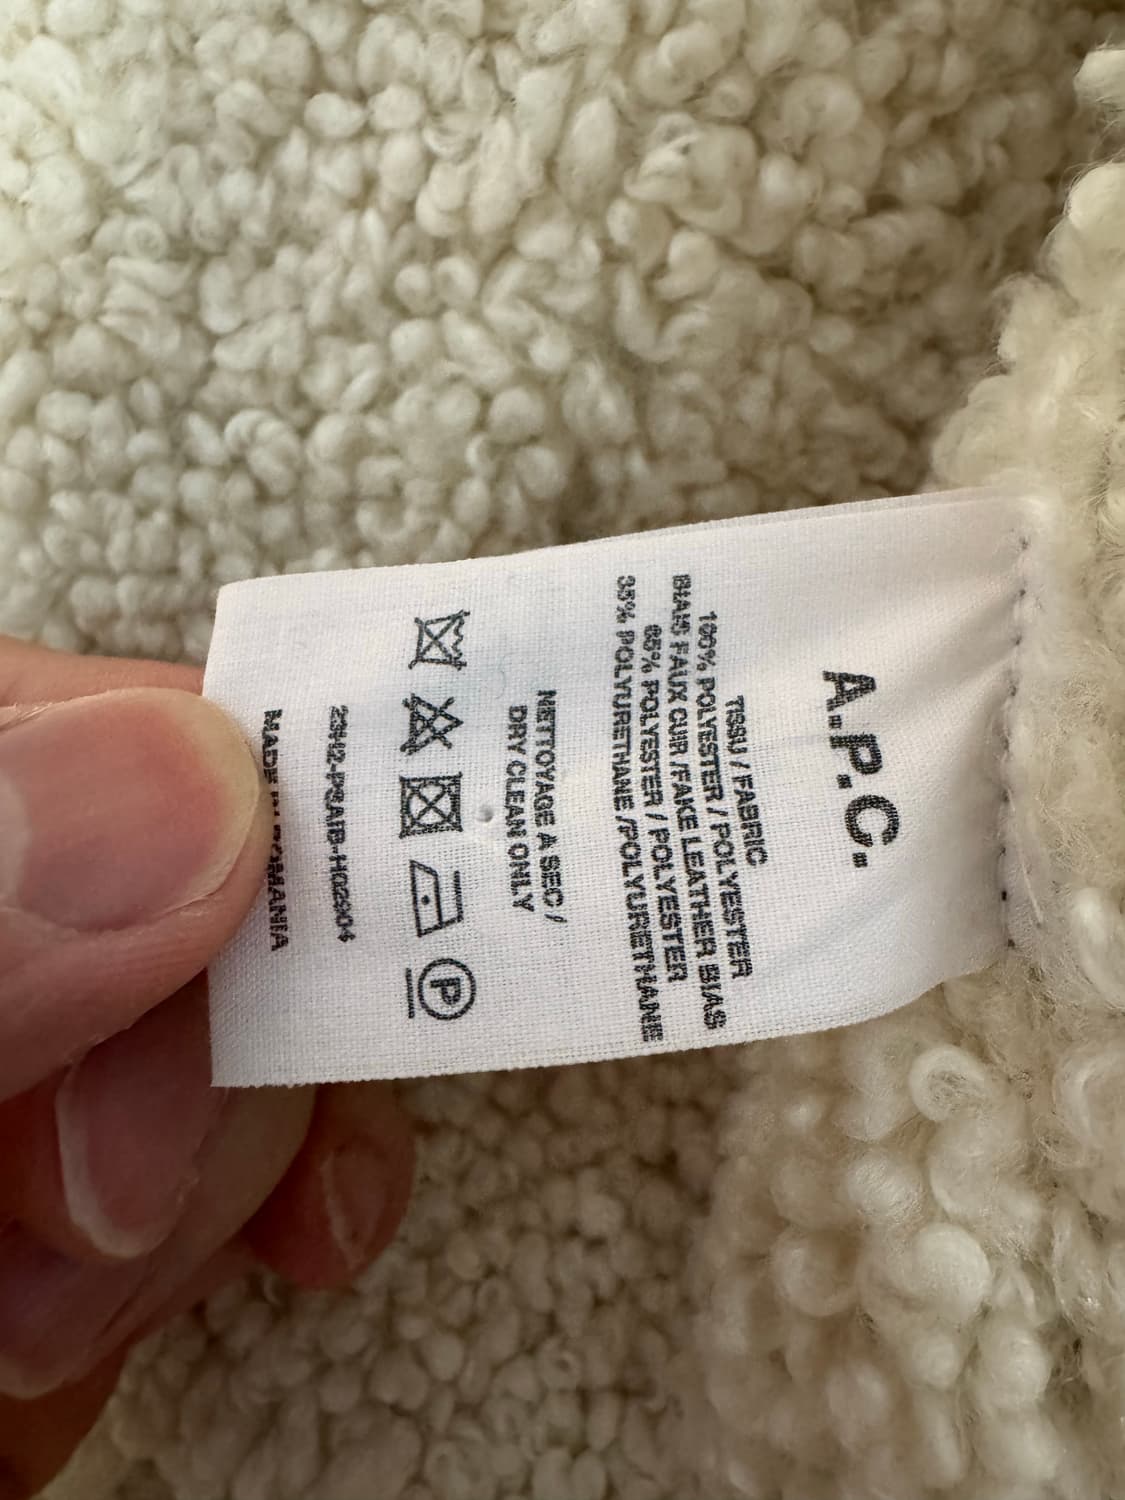 A.P.C.
TISSU / FABRIC
100% POLYESTER / POLYESTER
BIAIS FAUX CUIR /FAKE LEATHER BIAS
65% POLYESTER / POLYESTER
35% POLYURETHANE /POLYURETHANE
NETTOYAGE A SEC /
DRY CLEAN ONLY
P
MADE IN ROMANIA